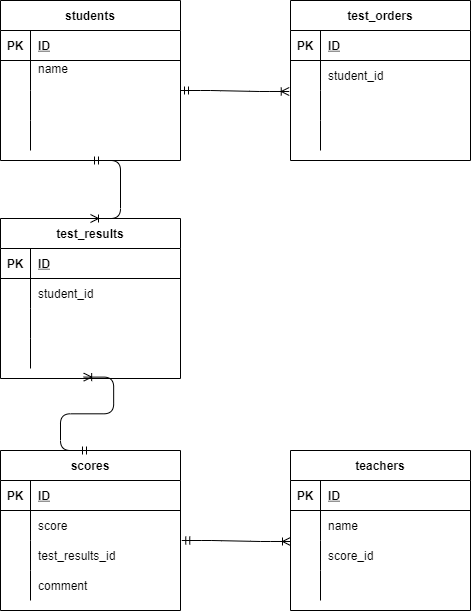 students
PK ID
name
test_orders
PK ID
student_id
test_results
PK ID
student_id
scores
PK ID
score
test_results_id
comment
teachers
PK ID
name
score_id